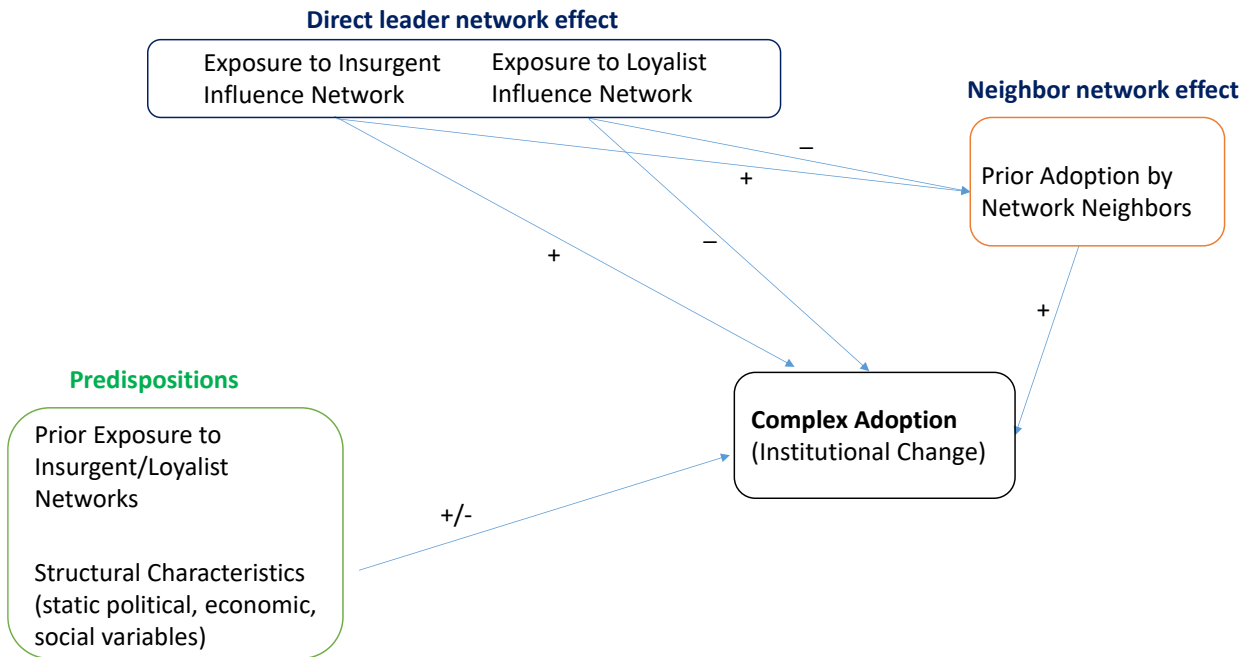 Direct leader network effect
Exposure to Insurgent
Influence Network
Exposure to Loyalist
Influence Network
Neighbor network effect
Prior Adoption by
Network Neighbors
–
+
–
+
+
Predispositions
Prior Exposure to
Insurgent/Loyalist
Networks
Structural Characteristics
(static political, economic,
social variables)
+/-
Complex Adoption
(Institutional Change)